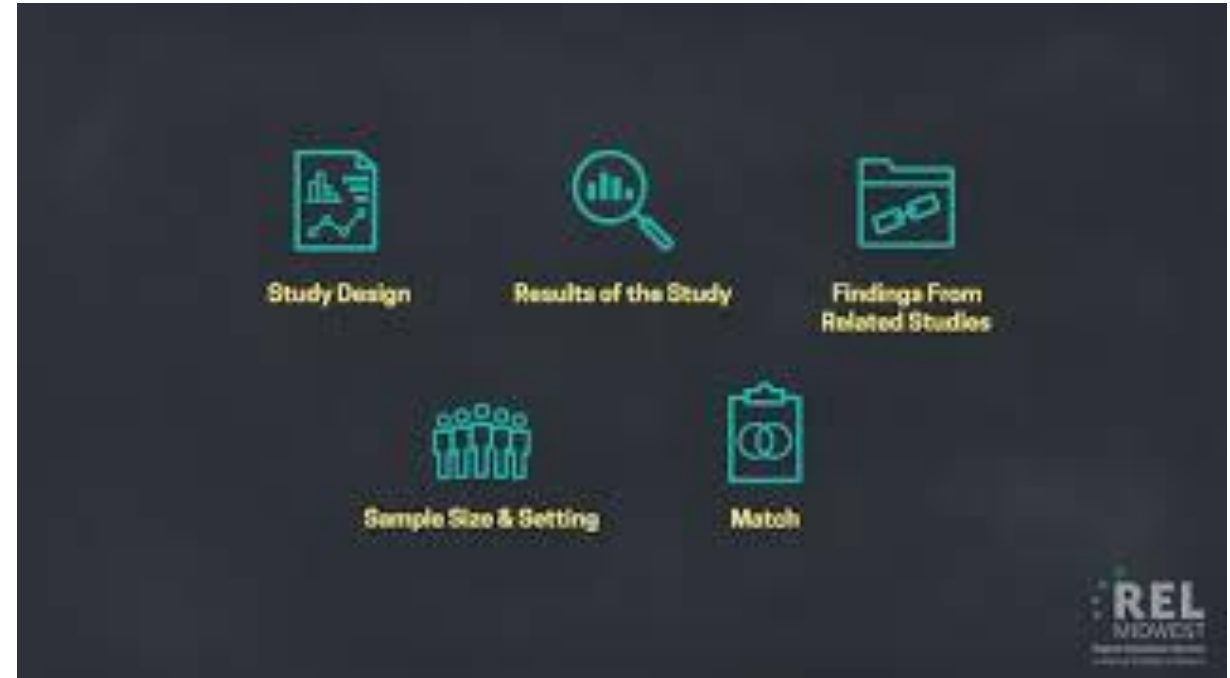 Study Design
Results of the Study
Findings From
Related Studies
Sample Size & Setting
Match
REL
MIDWEST